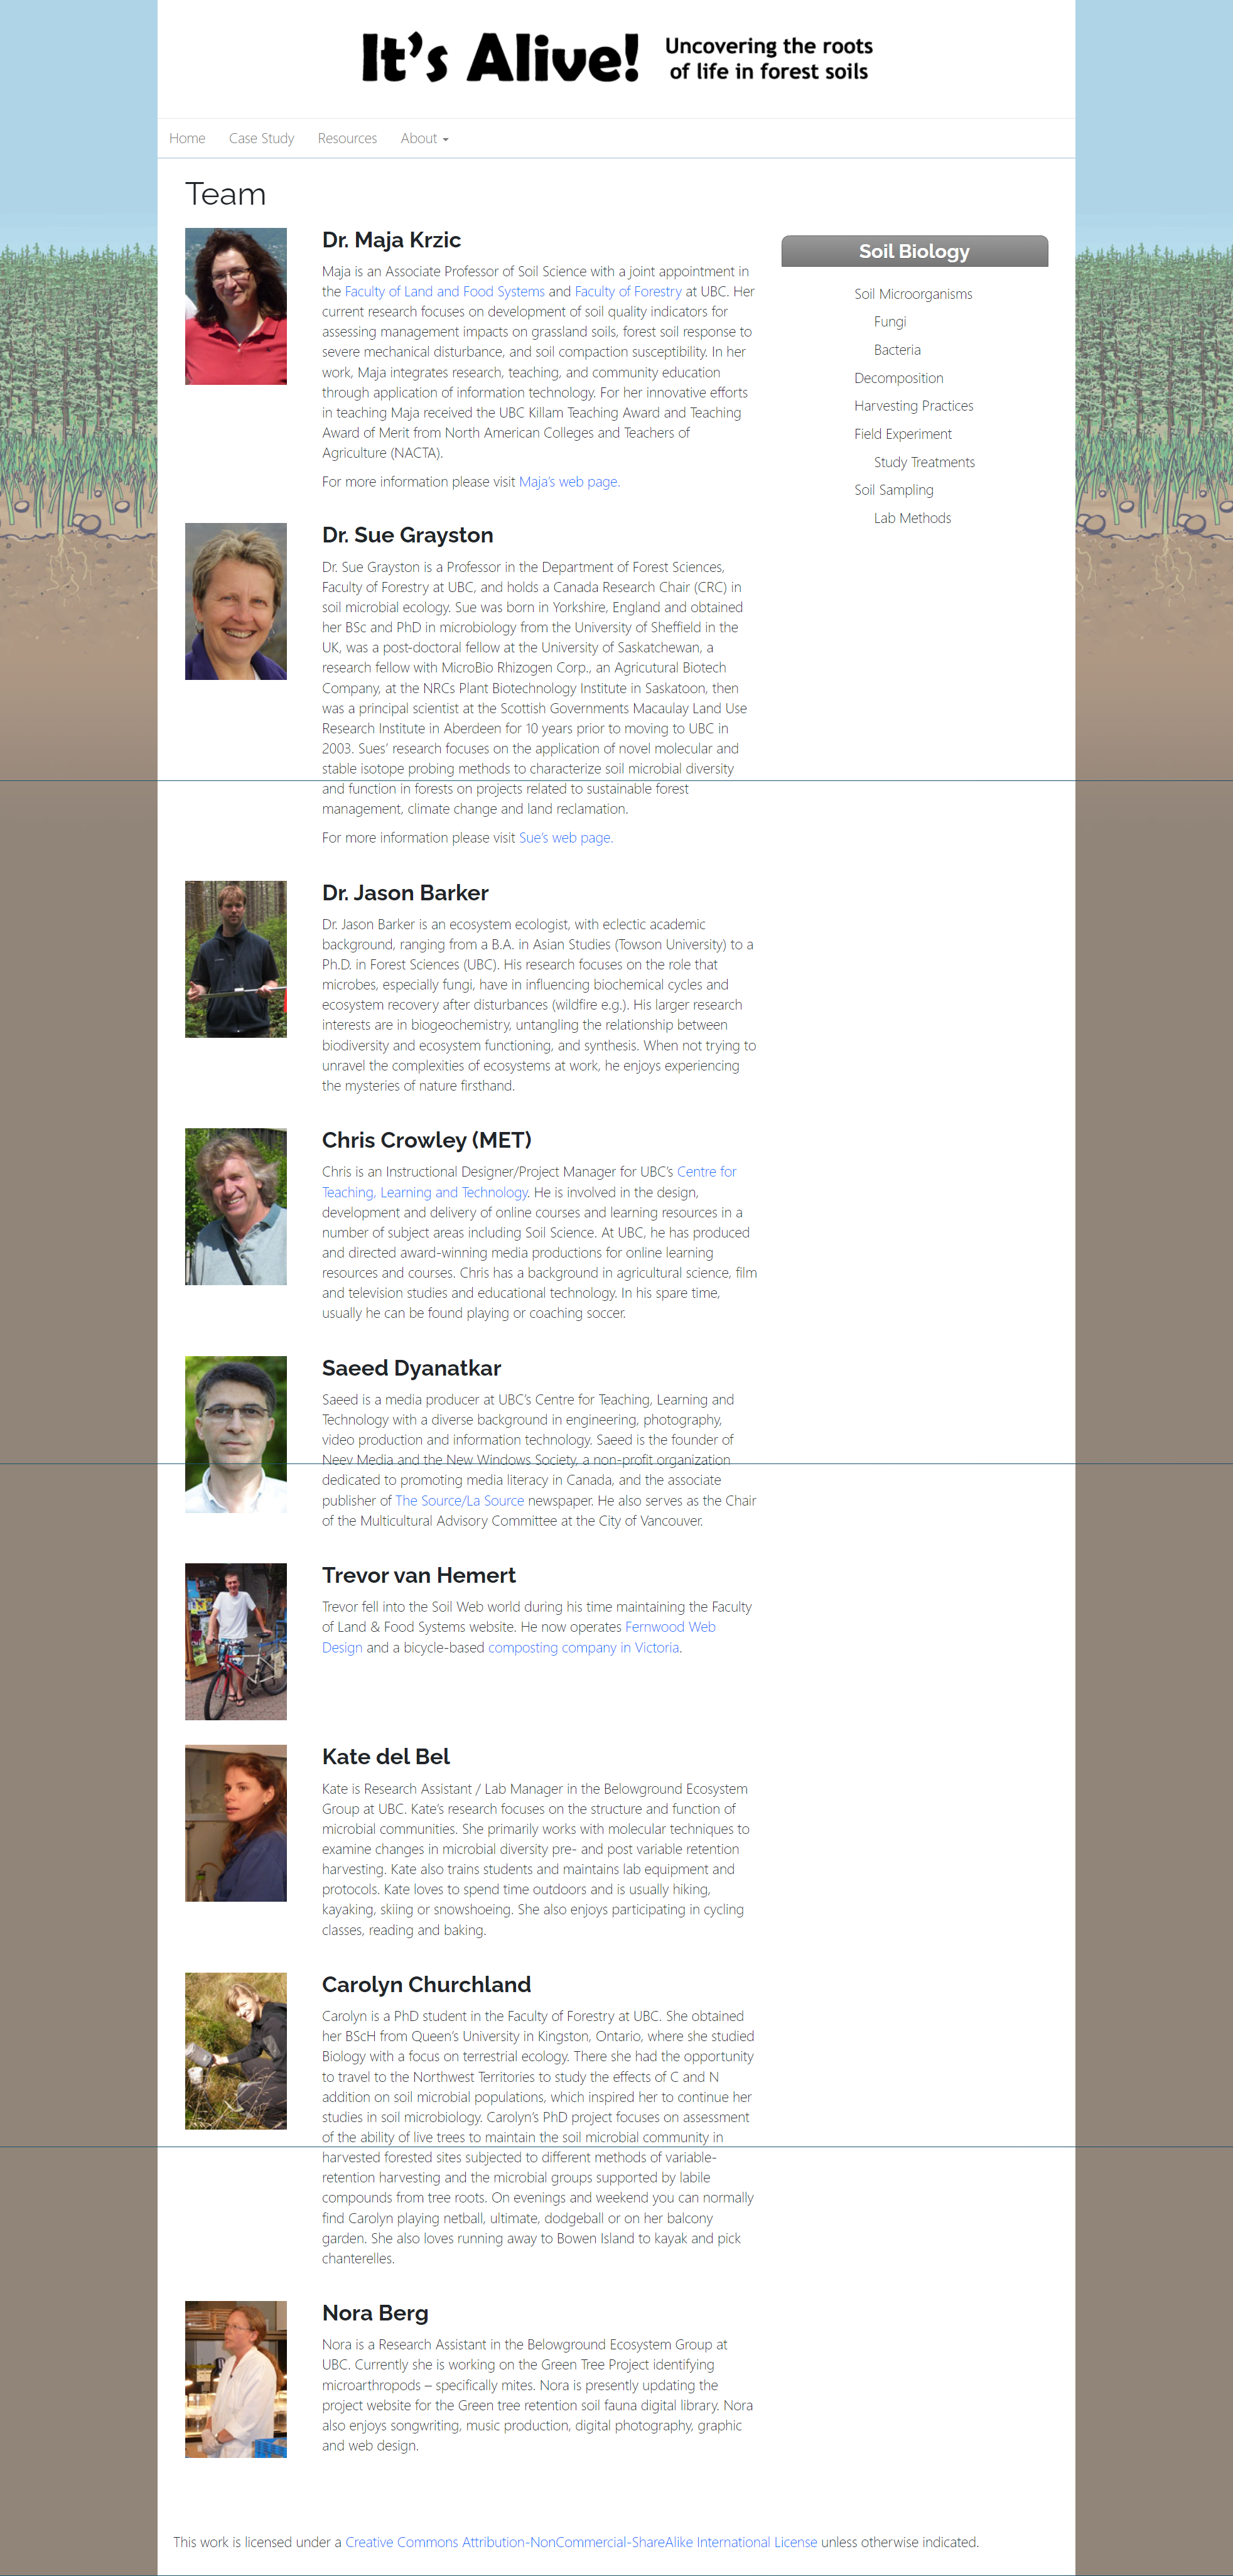 It's Alive!
Uncovering the roots
of life in forest soils
Home
Case Study
Resources
About
Team
Dr. Maja Krzic
Maja is an Associate Professor of Soil Science with a joint appointment in
the Faculty of Land and Food Systems and Faculty of Forestry at UBC. Her
current research focuses on development of soil quality indicators for
assessing management impacts on grassland soils, forest soil response to
severe mechanical disturbance, and soil compaction susceptibility. In her
work, Maja integrates research, teaching, and community education
through application of information technology. For her innovative efforts
in teaching Maja received the UBC Killam Teaching Award and Teaching
Award of Merit from North American Colleges and Teachers of
Agriculture (NACTA).
For more information please visit Maja's web page.
Dr. Sue Grayston
Dr. Sue Grayston is a Professor in the Department of Forest Sciences,
Faculty of Forestry at UBC, and holds a Canada Research Chair (CRC) in
soil microbial ecology. Sue was born in Yorkshire, England and obtained
her BSc and PhD in microbiology from the University of Sheffield in the
UK, was a post-doctoral fellow at the University of Saskatchewan, a
research fellow with MicroBio Rhizogen Corp., an Agricutural Biotech
Company, at the NRCs Plant Biotechnology Institute in Saskatoon, then
was a principal scientist at the Scottish Governments Macaulay Land Use
Research Institute in Aberdeen for 10 years prior to moving to UBC in
2003. Sues' research focuses on the application of novel molecular and
stable isotope probing methods to characterize soil microbial diversity
and function in forests on projects related to sustainable forest
management, climate change and land reclamation.
For more information please visit Sue's web page.
Dr. Jason Barker
Dr. Jason Barker is an ecosystem ecologist, with eclectic academic
background, ranging from a B.A. in Asian Studies (Towson University) to a
Ph.D. in Forest Sciences (UBC). His research focuses on the role that
microbes, especially fungi, have in influencing biochemical cycles and
ecosystem recovery after disturbances (wildfire e.g.). His larger research
interests are in biogeochemistry, untangling the relationship between
biodiversity and ecosystem functioning, and synthesis. When not trying to
unravel the complexities of ecosystems at work, he enjoys experiencing
the mysteries of nature firsthand.
Chris Crowley (MET)
Chris is an Instructional Designer/Project Manager for UBC's Centre for
Teaching, Learning and Technology. He is involved in the design,
development and delivery of online courses and learning resources in a
number of subject areas including Soil Science. At UBC, he has produced
and directed award-winning media productions for online learning
resources and courses. Chris has a background in agricultural science, film
and television studies and educational technology. In his spare time,
usually he can be found playing or coaching soccer.
Saeed Dyanatkar
Saeed is a media producer at UBC's Centre for Teaching, Learning and
Technology with a diverse background in engineering, photography,
video production and information technology. Saeed is the founder of
Neev Media and the New Windows Society, a non-profit organization
dedicated to promoting media literacy in Canada, and the associate
publisher of The Source/La Source newspaper. He also serves as the Chair
of the Multicultural Advisory Committee at the City of Vancouver.
Trevor van Hemert
Trevor fell into the Soil Web world during his time maintaining the Faculty
of Land & Food Systems website. He now operates Fernwood Web
Design and a bicycle-based composting company in Victoria.
Kate del Bel
Kate is Research Assistant / Lab Manager in the Belowground Ecosystem
Group at UBC. Kate's research focuses on the structure and function of
microbial communities. She primarily works with molecular techniques to
examine changes in microbial diversity pre- and post variable retention
harvesting. Kate also trains students and maintains lab equipment and
protocols. Kate loves to spend time outdoors and is usually hiking,
kayaking, skiing or snowshoeing. She also enjoys participating in cycling
classes, reading and baking.
Carolyn Churchland
Carolyn is a PhD student in the Faculty of Forestry at UBC. She obtained
her BScH from Queen's University in Kingston, Ontario, where she studied
Biology with a focus on terrestrial ecology. There she had the opportunity
to travel to the Northwest Territories to study the effects of C and N
addition on soil microbial populations, which inspired her to continue her
studies in soil microbiology. Carolyn's PhD project focuses on assessment
of the ability of live trees to maintain the soil microbial community in
harvested forested sites subjected to different methods of variable-
retention harvesting and the microbial groups supported by labile
compounds from tree roots. On evenings and weekend you can normally
find Carolyn playing netball, ultimate, dodgeball or on her balcony
garden. She also loves running away to Bowen Island to kayak and pick
chanterelles.
Nora Berg
Nora is a Research Assistant in the Belowground Ecosystem Group at
UBC. Currently she is working on the Green Tree Project identifying
microarthropods – specifically mites. Nora is presently updating the
project website for the Green tree retention soil fauna digital library. Nora
also enjoys songwriting, music production, digital photography, graphic
and web design.
Soil Biology
Soil Microorganisms
Fungi
Bacteria
Decomposition
Harvesting Practices
Field Experiment
Study Treatments
Soil Sampling
Lab Methods
This work is licensed under a Creative Commons Attribution-NonCommercial-ShareAlike International License unless otherwise indicated.